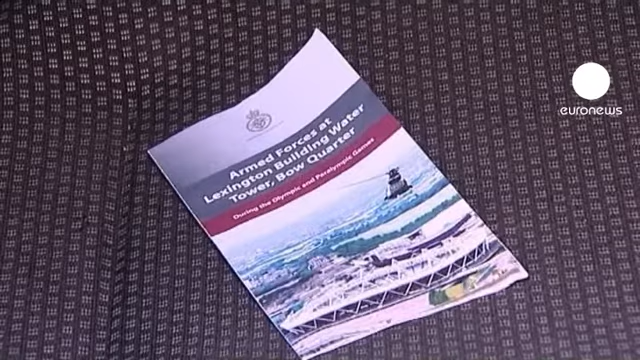 euronews
Armed Forces at
Lexington Building Water
Tower, Bow Quarter
During the Olympic and Paralympic Games